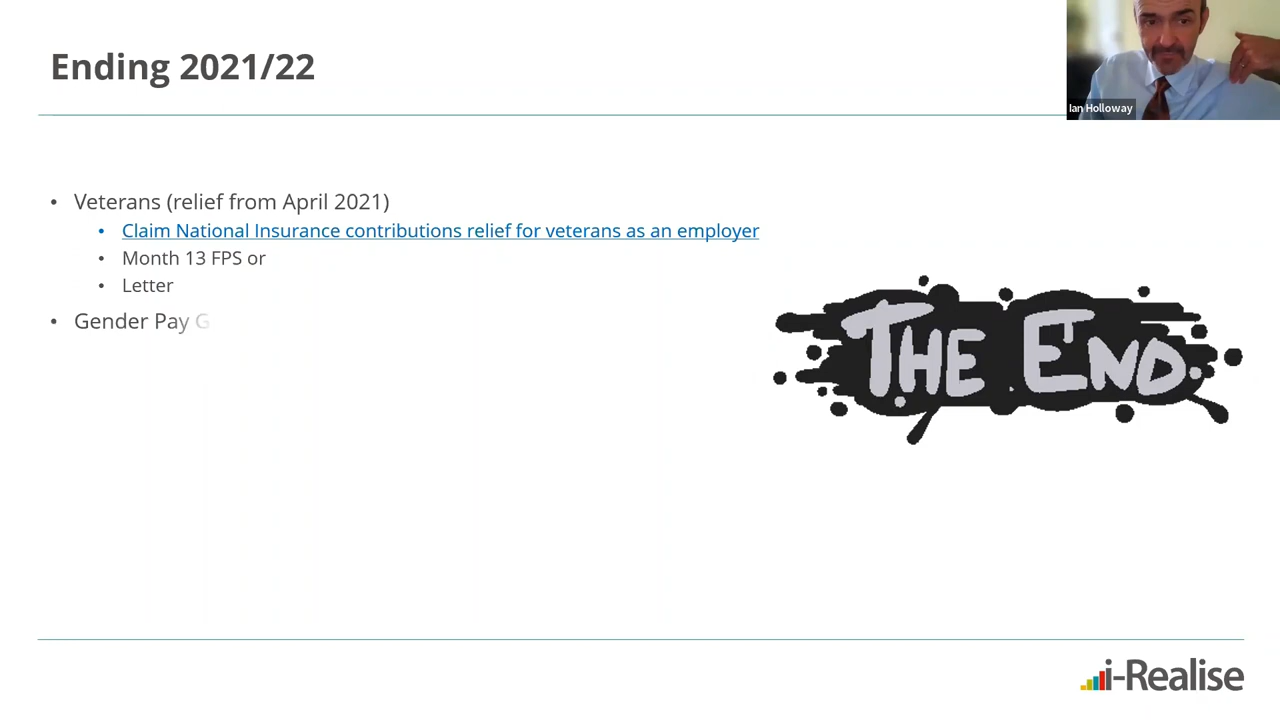 Ending 2021/22
Ian Holloway
• Veterans (relief from April 2021)
• Claim National Insurance contributions relief for veterans as an employer
• Month 13 FPS or
• Letter
• Gender Pay G
THE END.
i-Realise